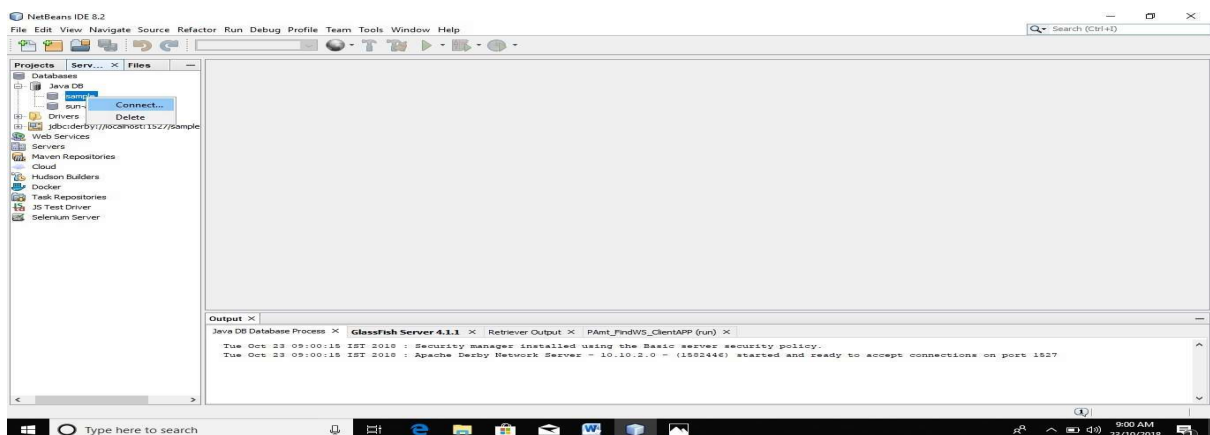 NetBeans IDE 8.2
File Edit View Navigate Source Refactor Run Debug Profile Team Tools Window Help
Search (Ctrl+I)
Projects Serv... × Files
Databases
Java DB
sample
sun-
Connect...
Delete
Drivers
jdbc:derby://localhost:1527/sample
Web Services
Servers
Maven Repositories
Cloud
Hudson Builders
Docker
Task Repositories
JS Test Driver
Selenium Server
Output ×
Java DB Database Process × GlassFish Server 4.1.1 × Retriever Output × PAmt_FindWS_ClientAPP (run) ×
Tue Oct 23 09:00:15 IST 2018 : Security manager installed using the Basic server security policy.
Tue Oct 23 09:00:15 IST 2018 : Apache Derby Network Server - 10.10.2.0 - (1582446) started and ready to accept connections on port 1527
Type here to search
9:00 AM
23/10/2018